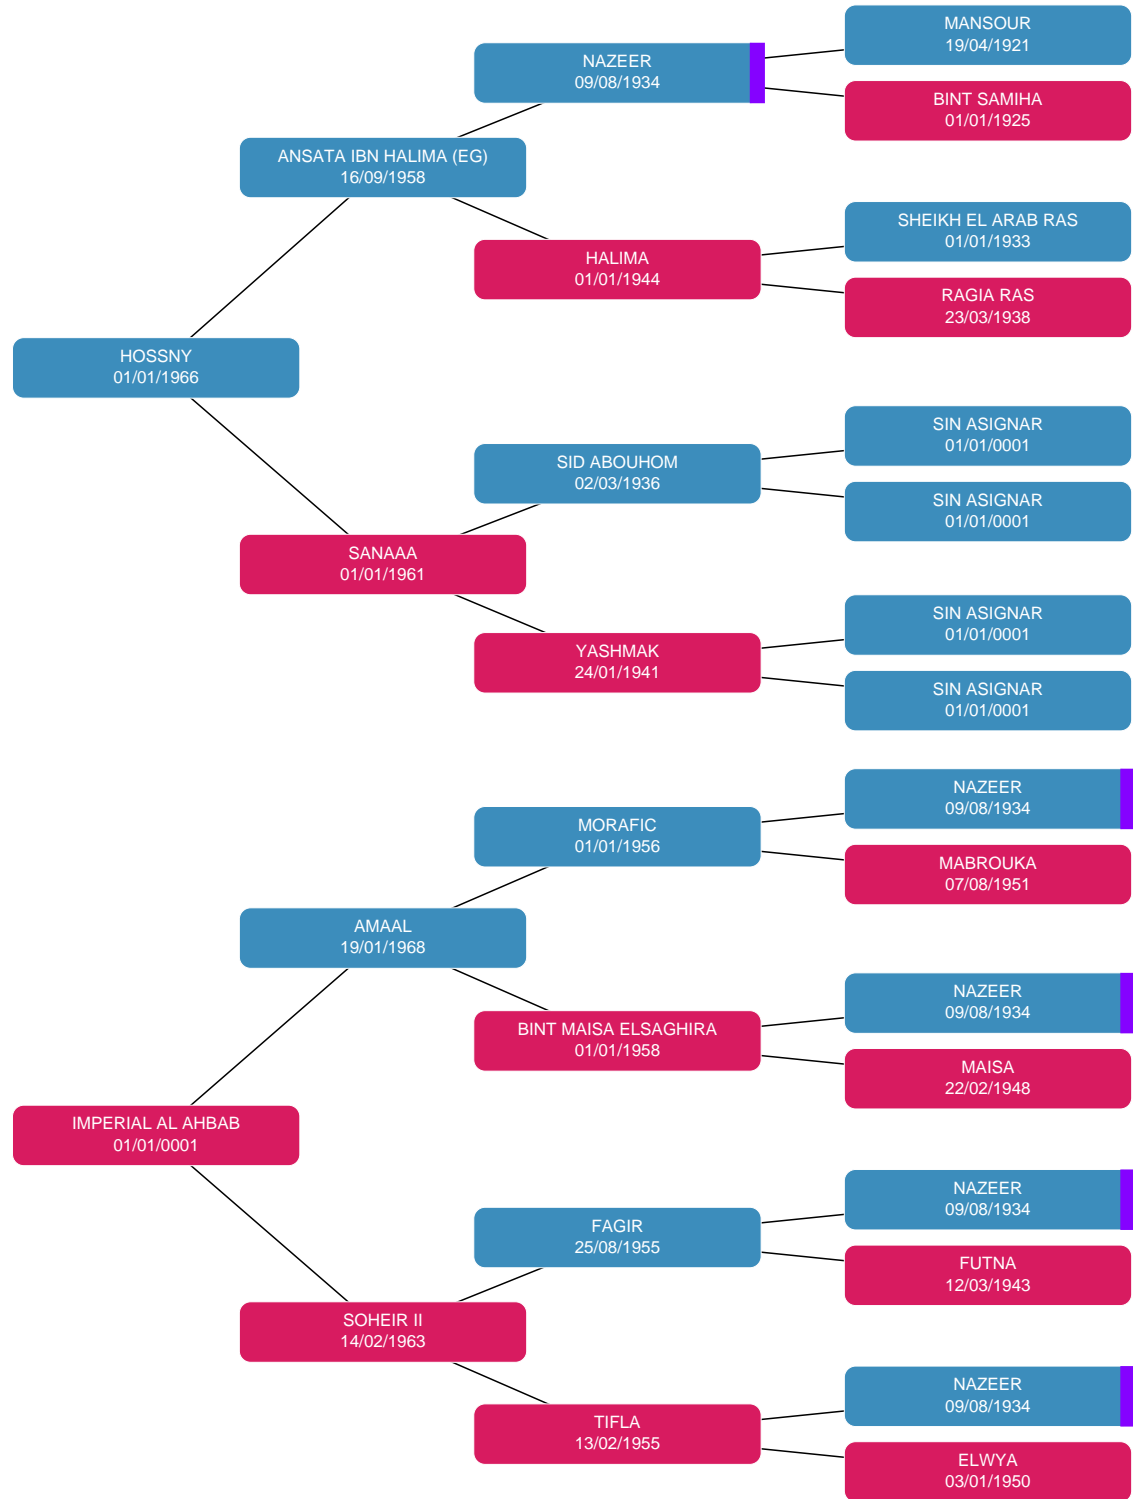 MANSOUR
19/04/1921
NAZEER
09/08/1934
BINT SAMIHA
01/01/1925
ANSATA IBN HALIMA (EG)
16/09/1958
SHEIKH EL ARAB RAS
01/01/1933
HALIMA
01/01/1944
RAGIA RAS
23/03/1938
HOSSNY
01/01/1966
SIN ASIGNAR
01/01/0001
SID ABOUHOM
02/03/1936
SIN ASIGNAR
01/01/0001
SANAAA
01/01/1961
SIN ASIGNAR
01/01/0001
YASHMAK
24/01/1941
SIN ASIGNAR
01/01/0001
NAZEER
09/08/1934
MORAFIC
01/01/1956
MABROUKA
07/08/1951
AMAAL
19/01/1968
NAZEER
09/08/1934
BINT MAISA ELSAGHIRA
01/01/1958
MAISA
22/02/1948
IMPERIAL AL AHBAB
01/01/0001
NAZEER
09/08/1934
FAGIR
25/08/1955
FUTNA
12/03/1943
SOHEIR II
14/02/1963
NAZEER
09/08/1934
TIFLA
13/02/1955
ELWYA
03/01/1950